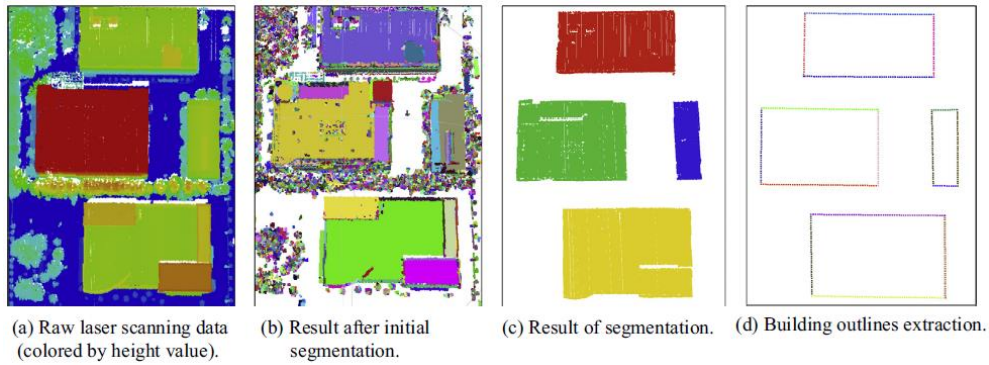 (a) Raw laser scanning data
(colored by height value).
(b) Result after initial
segmentation.
(c) Result of segmentation.
(d) Building outlines extraction.